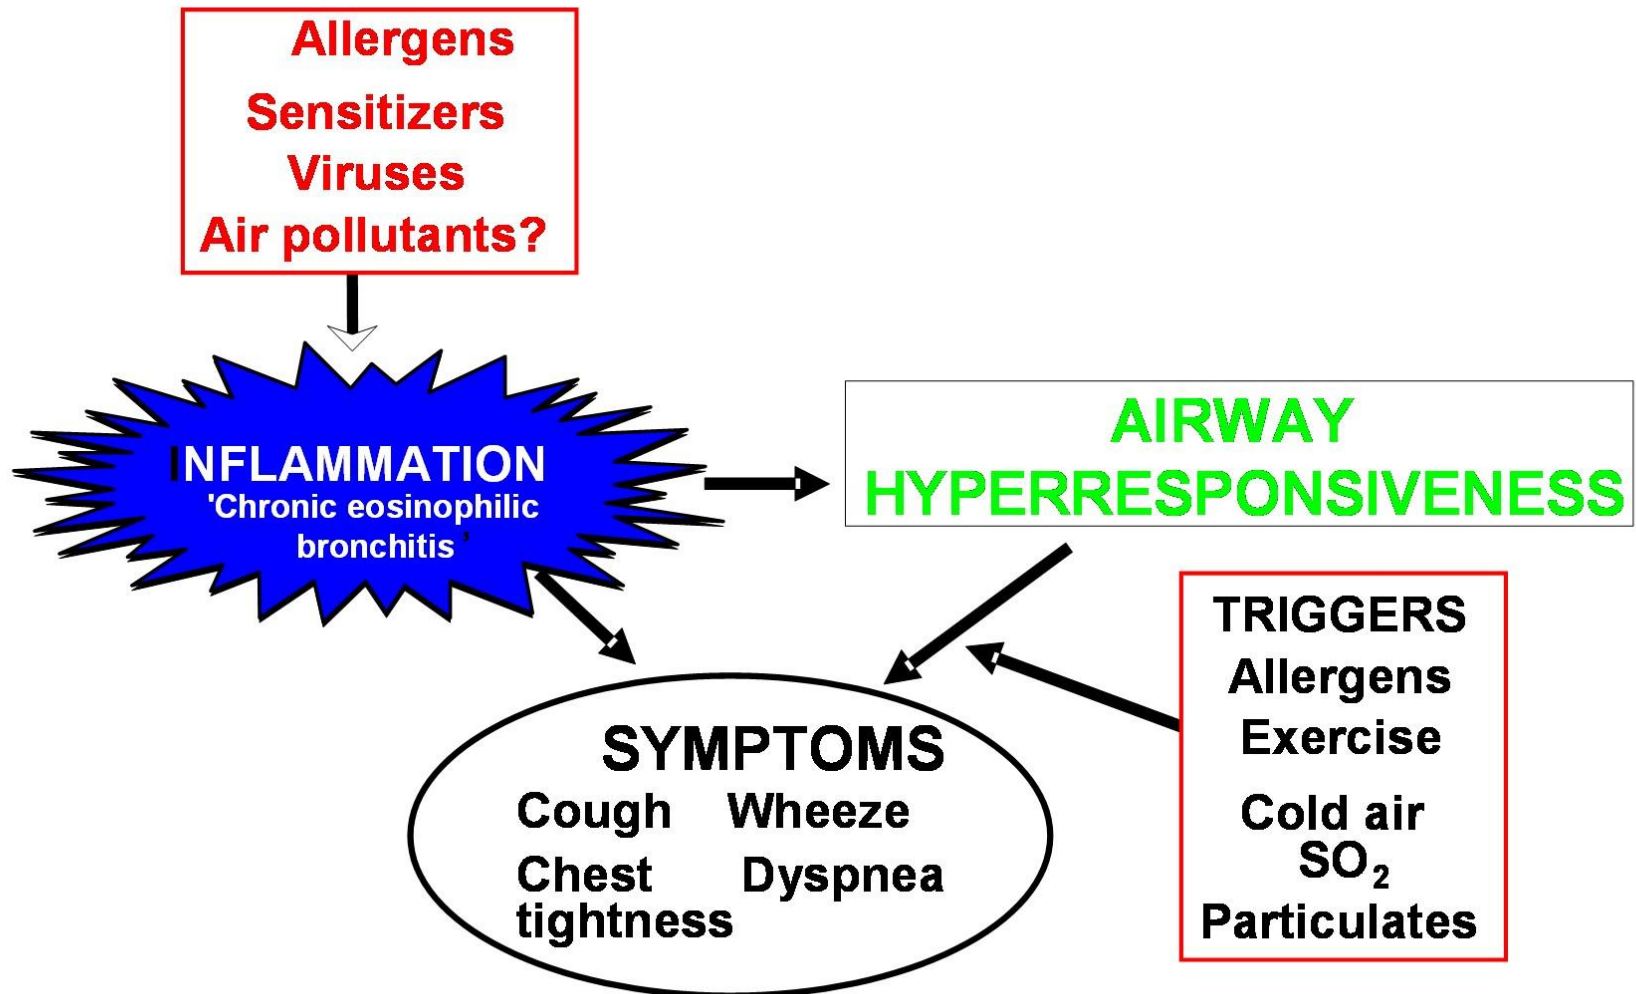 Allergens
Sensitizers
Viruses
Air pollutants?
INFLAMMATION
'Chronic eosinophilic
bronchitis ’
AIRWAY
HYPERRESPONSIVENESS
TRIGGERS
Allergens
Exercise
Cold air
SO₂
Particulates
SYMPTOMS
Cough Wheeze
Chest Dyspnea
tightness